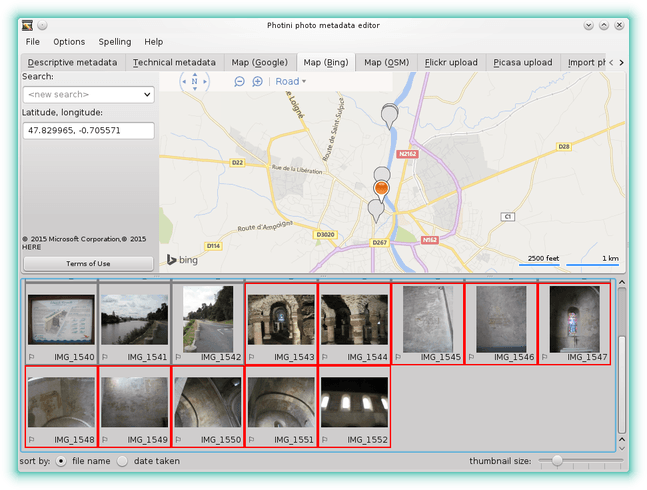 Photini photo metadata editor
File Options Spelling Help
Descriptive metadata Technical metadata Map (Google) Map (Bing) Map (OSM) Flickr upload Picasa upload Import ph
Search:
<new search>
Latitude, longitude:
47.829965, -0.705571
© 2015 Microsoft Corporation,© 2015
HERE
Terms of Use
N
Road
de Loigné
Route de Saint-Sulpice
N2162
D28
D22
Rue de la Libération
C1
Route d'Ampoigné
D3020
D114
D267
N162
bing
2500 feet 1 km
IMG_1540 IMG_1541 IMG_1542 IMG_1543 IMG_1544 IMG_1545 IMG_1546 IMG_1547
IMG_1548 IMG_1549 IMG_1550 IMG_1551 IMG_1552
sort by: file name date taken thumbnail size: